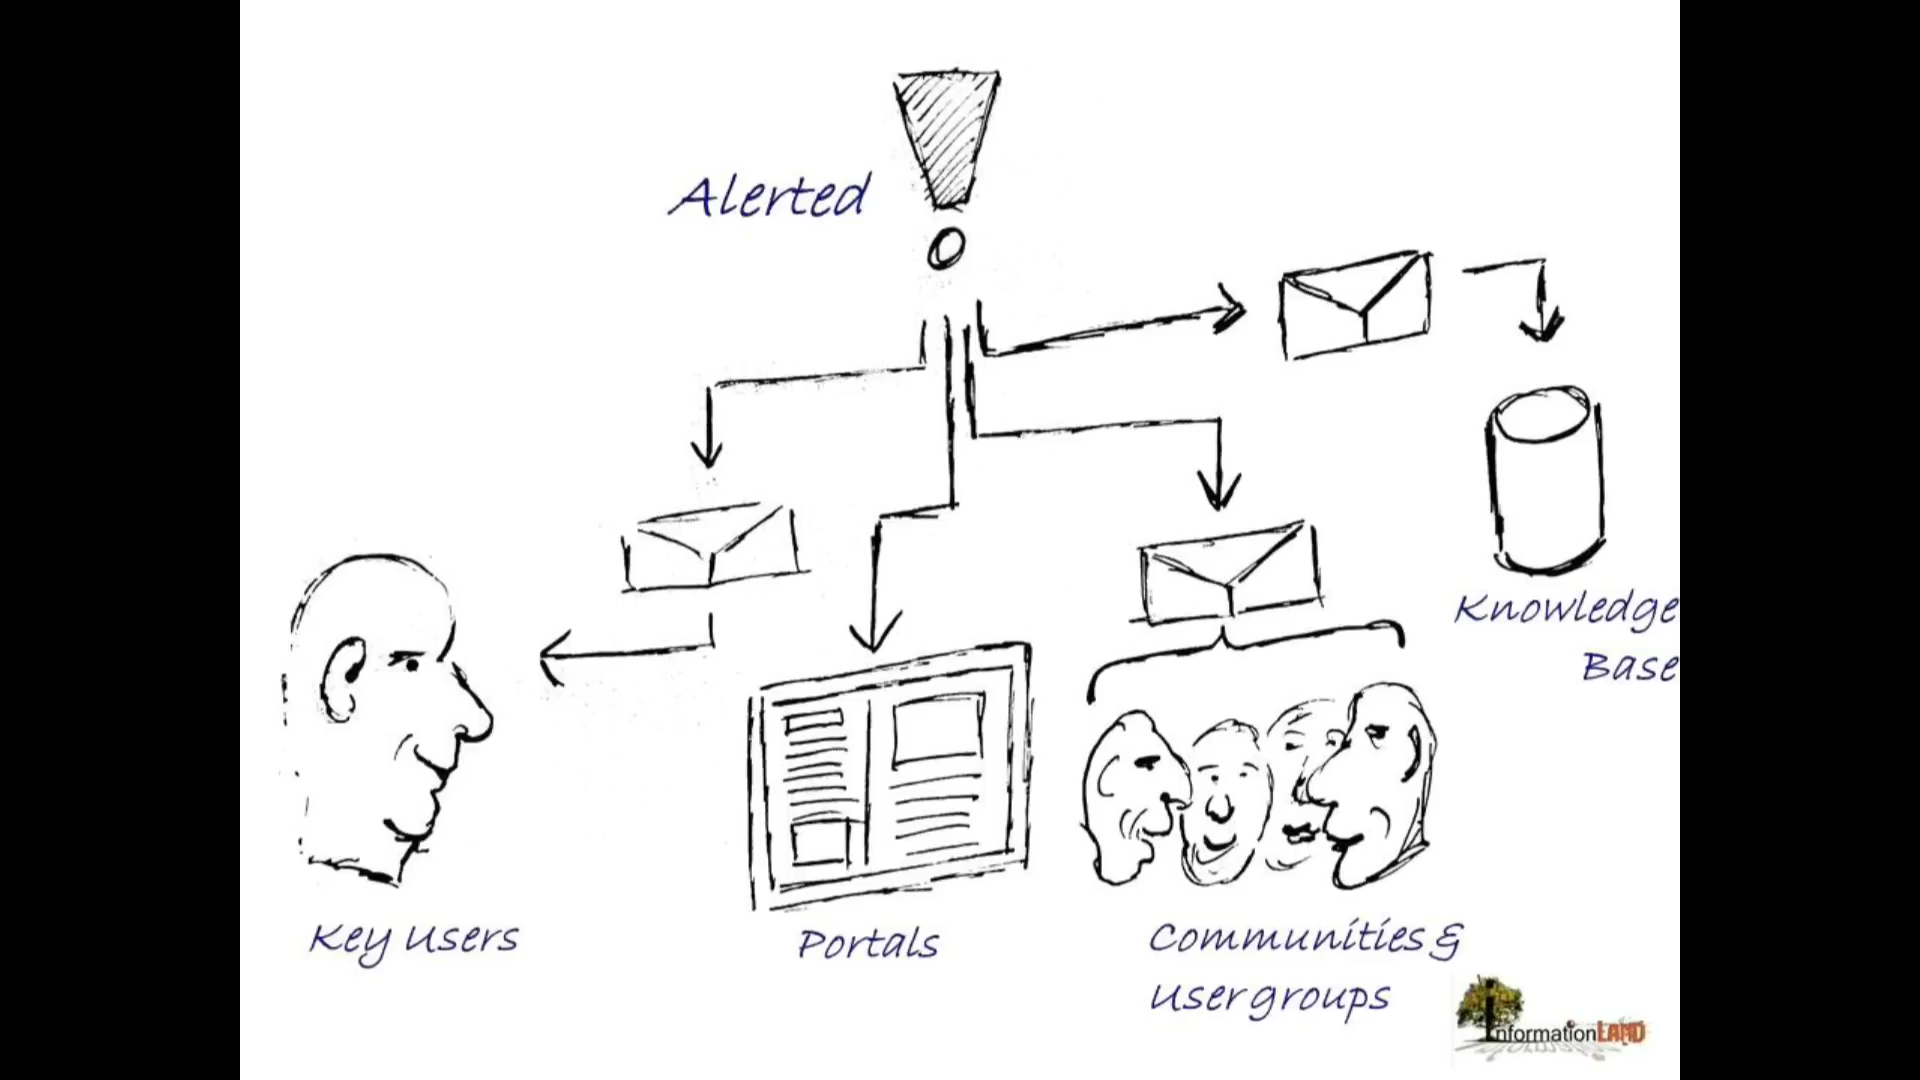 Alerted
Knowledge
Base
Key Users
Portals
Communities &
User groups
InformationLAND